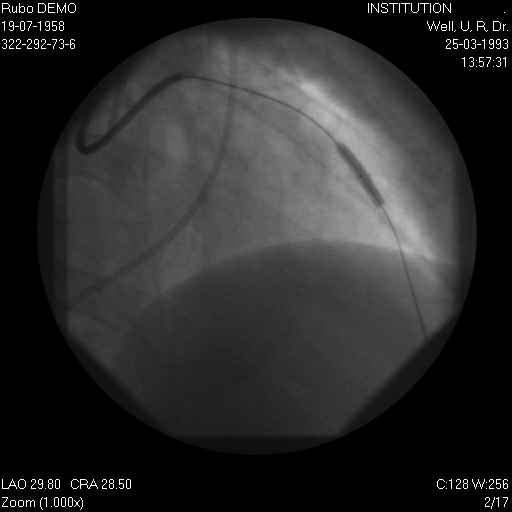 Rubo DEMO
INSTITUTION .
19-07-1958
Well, U, R, Dr.
322-292-73-6
25-03-1993
13:57:31
LAO 29.80 CRA 28.50
C:128 W:256
Zoom (1.000x)
2/17